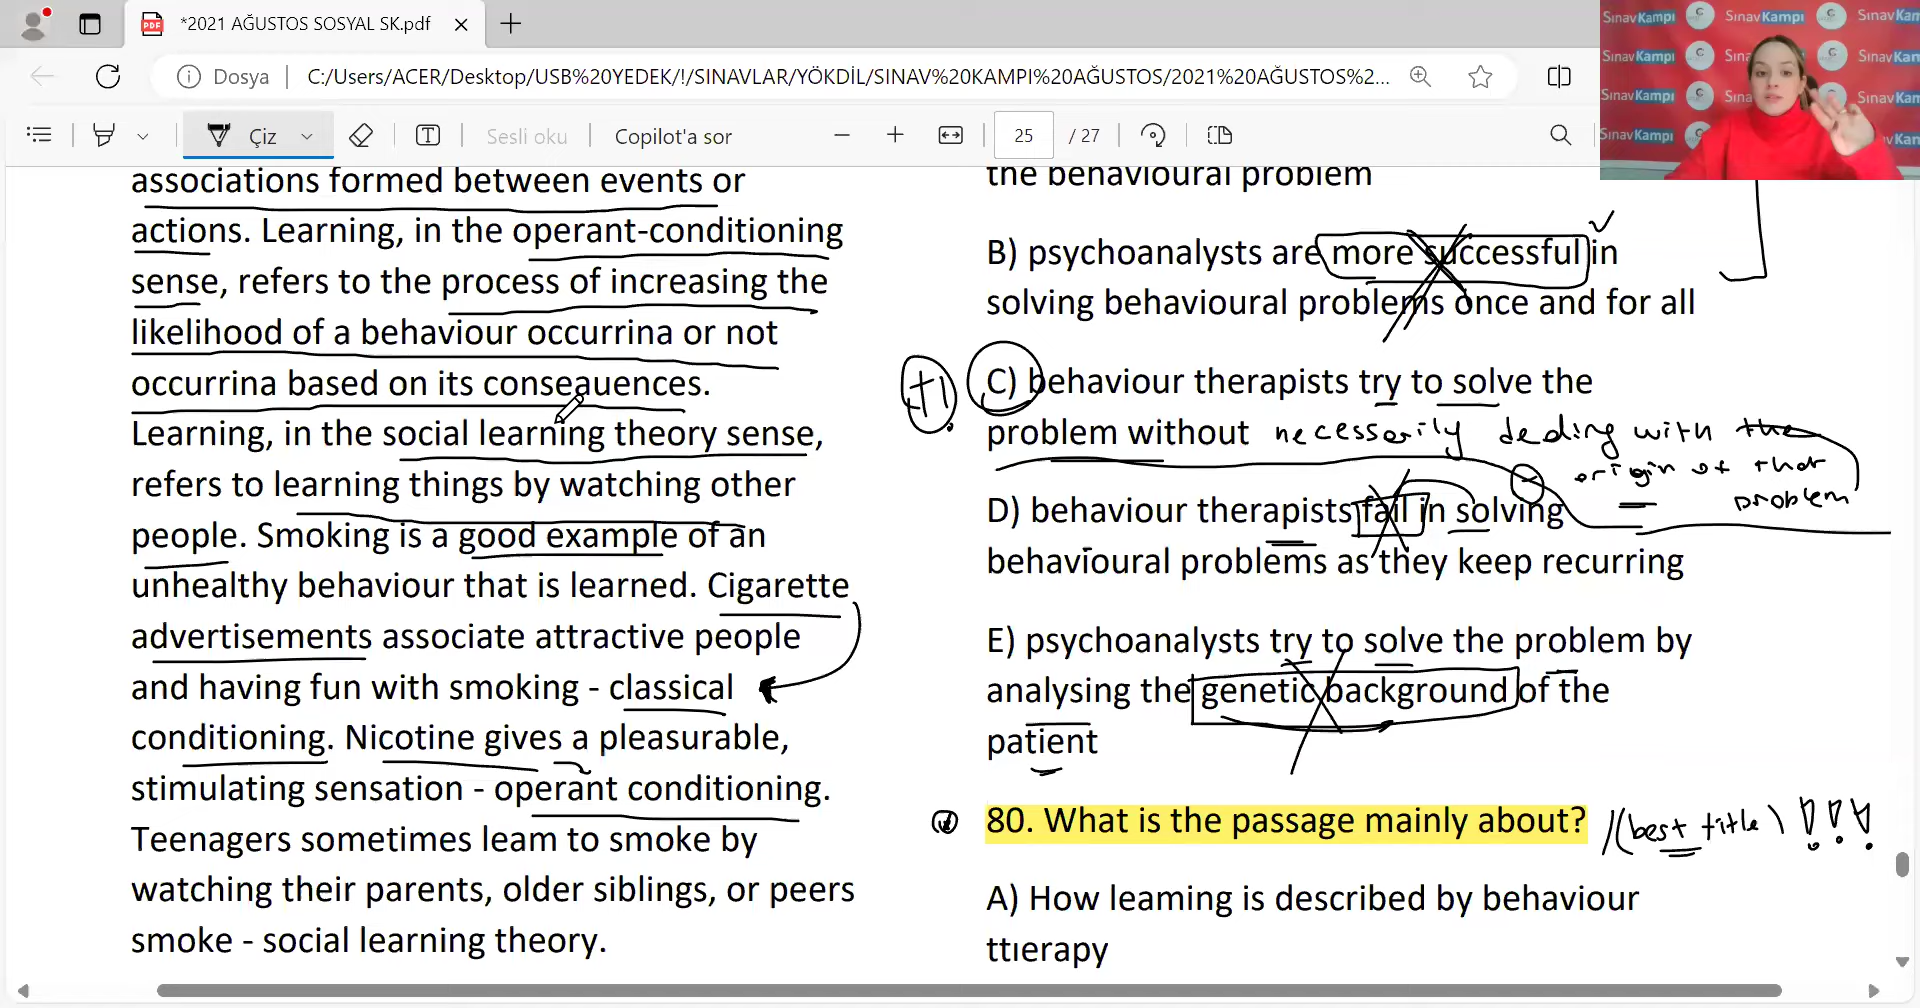 *2021 AĞUSTOS SOSYAL SK.pdf
Dosya
C:/Users/ACER/Desktop/USB%20YEDEK/!/SINAVLAR/YÖKDİL/SINAV%20KAMPI%20AĞUSTOS/2021%20AĞUSTOS%2...
Çiz
Sesli oku
Copilot'a sor
25
/ 27
SınavKampı
SınavKampı
SınavKampı
SınavKampı
associations formed between events or
actions. Learning, in the operant-conditioning
sense, refers to the process of increasing the
likelihood of a behaviour occurrina or not
occurrina based on its conseauences.
Learning, in the social learning theory sense,
refers to learning things by watching other
people. Smoking is a good example of an
unhealthy behaviour that is learned. Cigarette
advertisements associate attractive people
and having fun with smoking - classical
conditioning. Nicotine gives a pleasurable,
stimulating sensation - operant conditioning.
Teenagers sometimes leam to smoke by
watching their parents, older siblings, or peers
smoke - social learning theory.
the behavioural problem
B) psychoanalysts are more successful in
solving behavioural problems once and for all
+1
C) behaviour therapists try to solve the
problem without necessarily dealing with the
origin of that
problem
D) behaviour therapists fail in solving
behavioural problems as they keep recurring
E) psychoanalysts try to solve the problem by
analysing the genetic background of the
patient
80. What is the passage mainly about? /(best title) !!!
A) How leaming is described by behaviour
ttıerapy